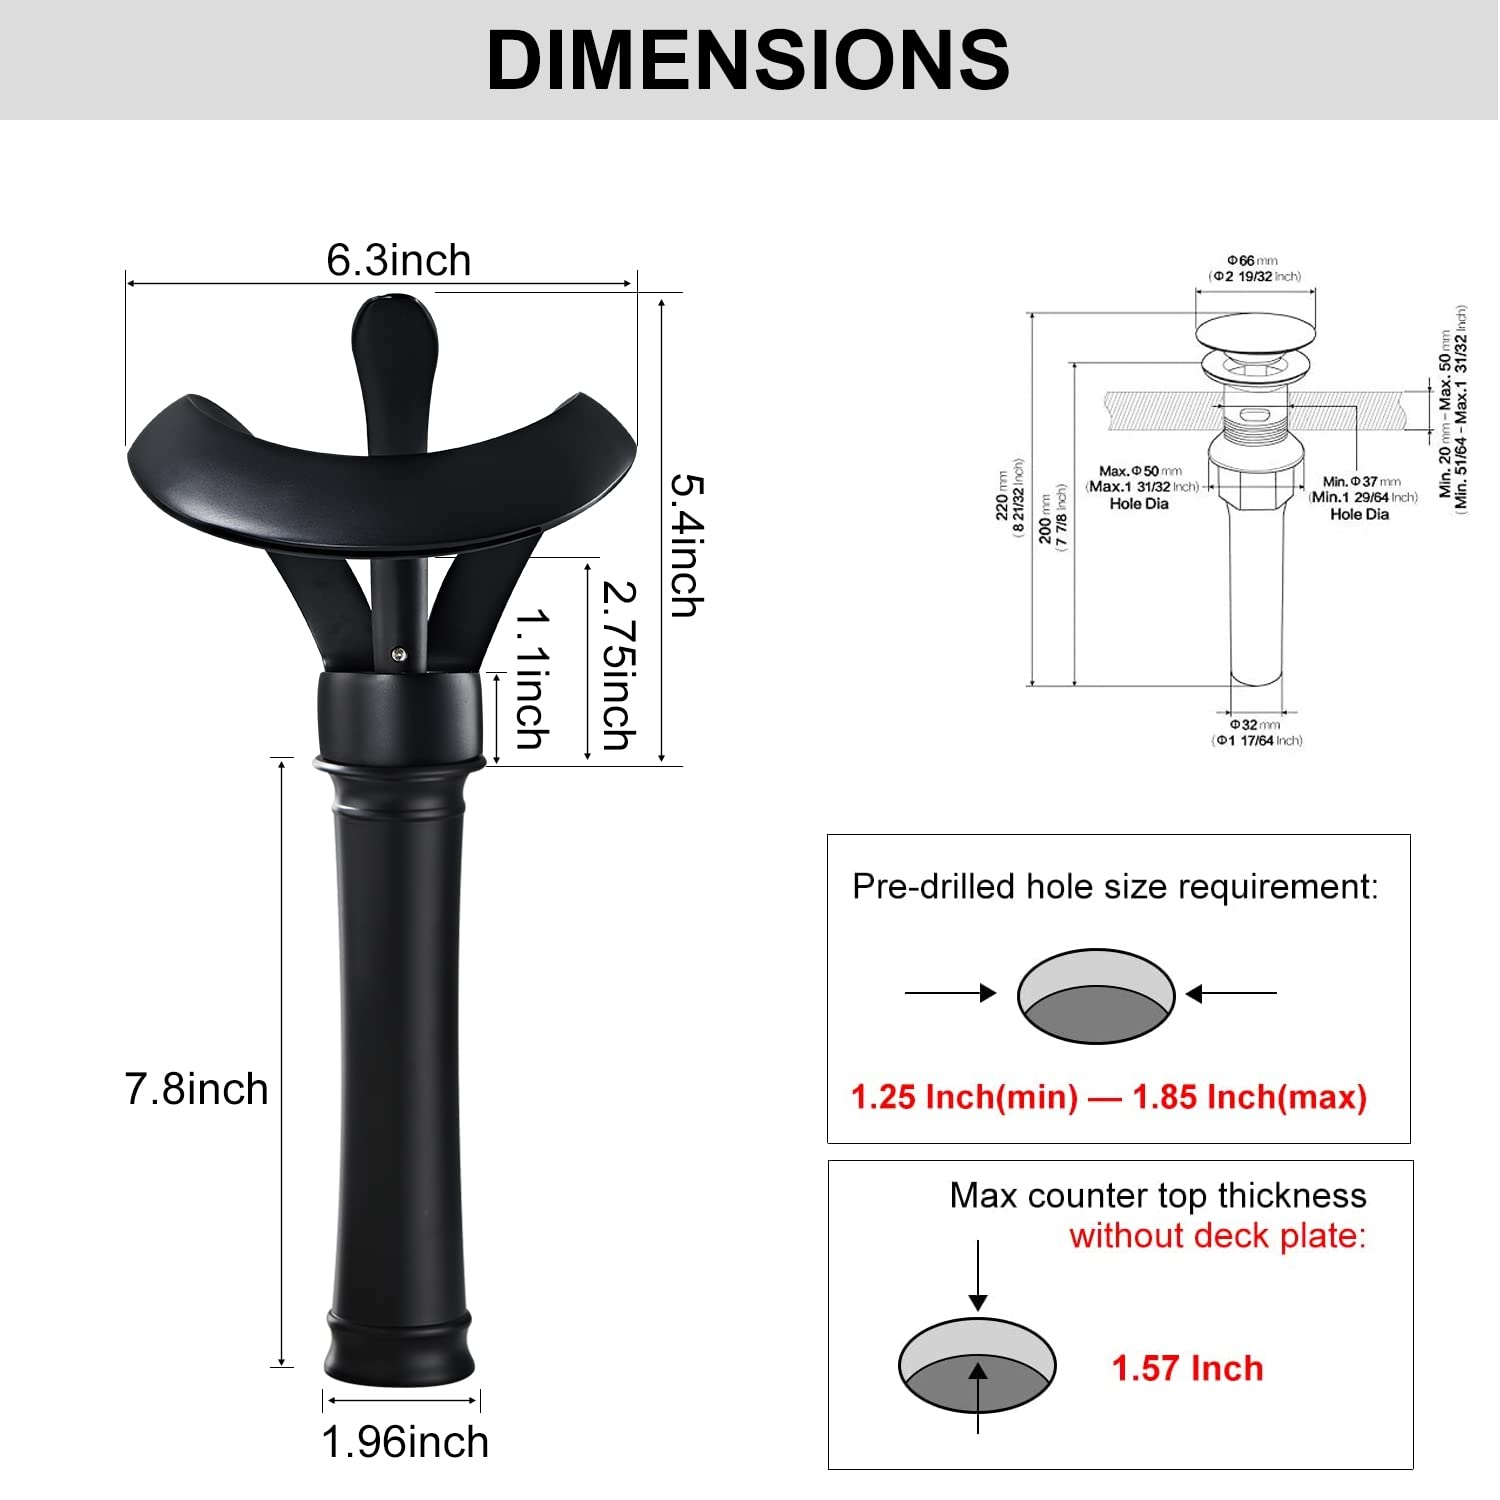 DIMENSIONS
6.3inch
5.4inch
2.75inch
1.1inch
7.8inch
1.96inch
Φ66 mm
(Φ2 19/32 Inch)
220 mm
(8 21/32 Inch)
200 mm
(7 7/8 Inch)
Max.Φ50 mm
(Max.1 31/32 Inch)
Hole Dia
Min.Φ37 mm
(Min.1 29/64 Inch)
Hole Dia
Min. 20 mm – Max. 50 mm
(Min. 51/64 – Max.1 31/32 Inch)
Φ32 mm
(Φ1 17/64 Inch)
Pre-drilled hole size requirement:
1.25 Inch(min) — 1.85 Inch(max)
Max counter top thickness
without deck plate:
1.57 Inch